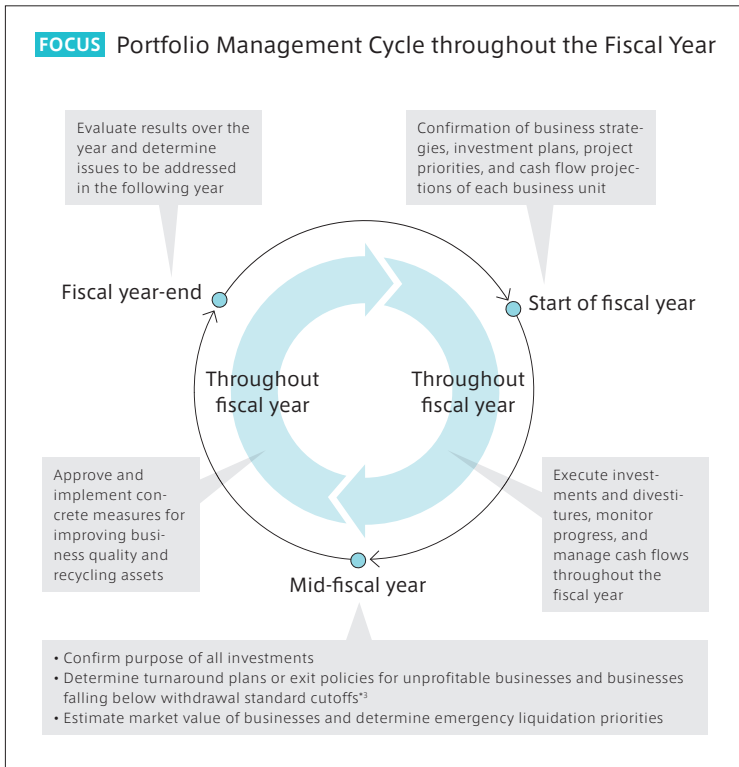 FOCUS Portfolio Management Cycle throughout the Fiscal Year
Evaluate results over the
year and determine
issues to be addressed
in the following year
Confirmation of business strate-
gies, investment plans, project
priorities, and cash flow projec-
tions of each business unit
Fiscal year-end
Start of fiscal year
Throughout
fiscal year
Throughout
fiscal year
Approve and
implement con-
crete measures for
improving busi-
ness quality and
recycling assets
Execute invest-
ments and divesti-
tures, monitor
progress, and
manage cash flows
throughout the
fiscal year
Mid-fiscal year
• Confirm purpose of all investments
• Determine turnaround plans or exit policies for unprofitable businesses and businesses
falling below withdrawal standard cutoffs*3
• Estimate market value of businesses and determine emergency liquidation priorities